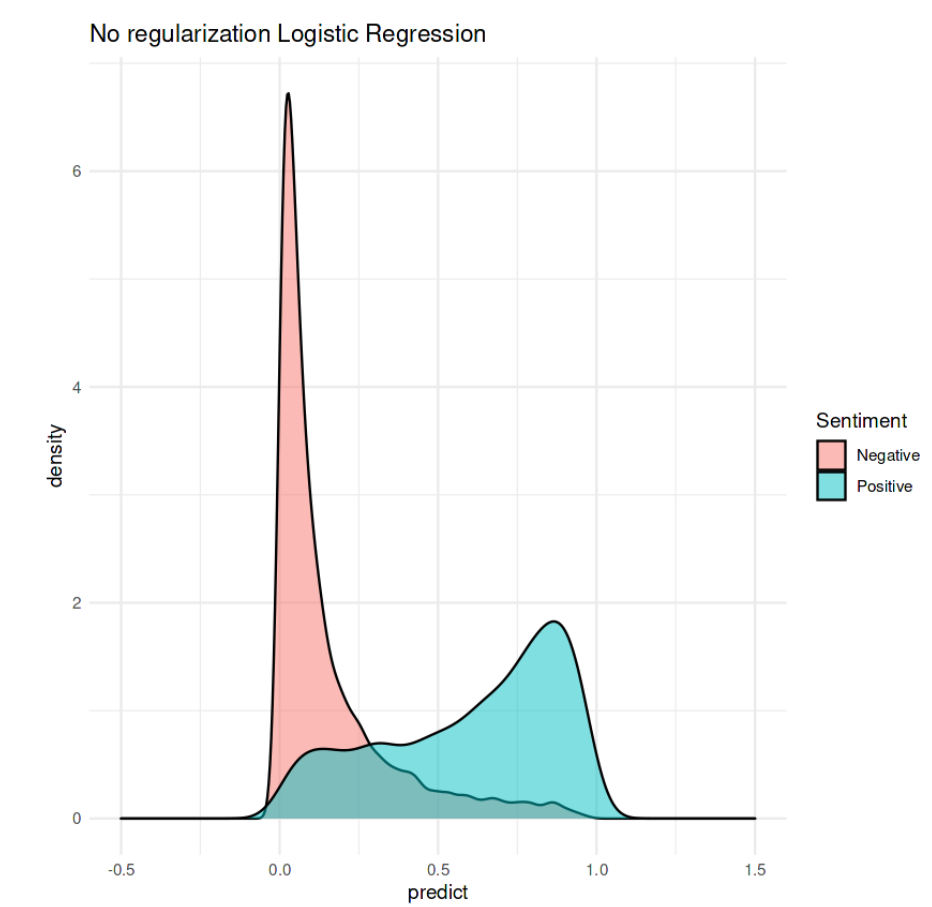 No regularization Logistic Regression
6
4
2
0
density
-0.5 0.0 0.5 1.0 1.5
predict
Sentiment
Negative
Positive